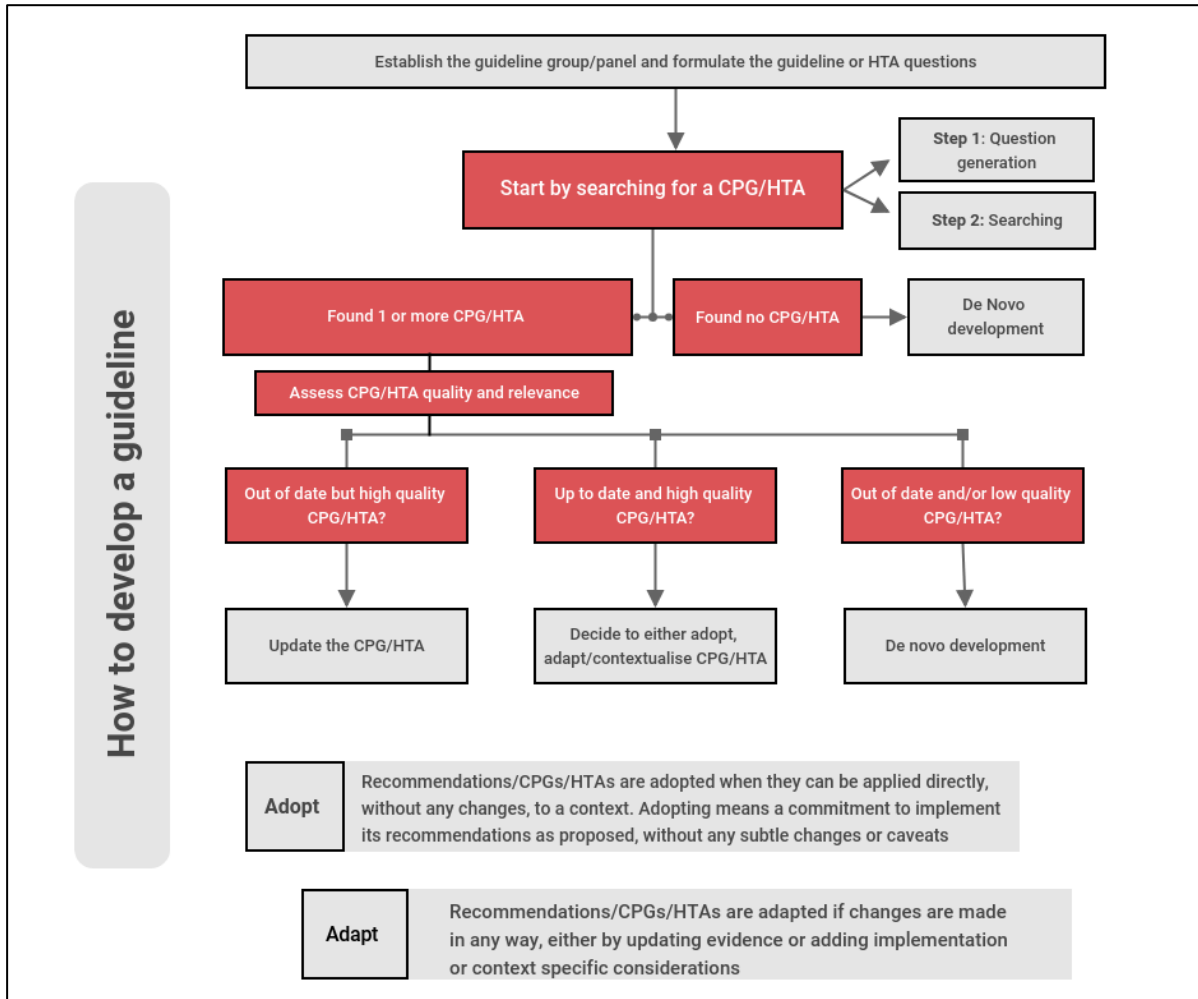 How to develop a guideline
Establish the guideline group/panel and formulate the guideline or HTA questions
Start by searching for a CPG/HTA
Step 1: Question
generation
Step 2: Searching
Found 1 or more CPG/HTA
Found no CPG/HTA
De Novo
development
Assess CPG/HTA quality and relevance
Out of date but high quality
CPG/HTA?
Up to date and high quality
CPG/HTA?
Out of date and/or low quality
CPG/HTA?
Update the CPG/HTA
Decide to either adopt,
adapt/contextualise CPG/HTA
De novo development
Adopt
Recommendations/CPGs/HTAs are adopted when they can be applied directly,
without any changes, to a context. Adopting means a commitment to implement
its recommendations as proposed, without any subtle changes or caveats
Adapt
Recommendations/CPGs/HTAs are adapted if changes are made
in any way, either by updating evidence or adding implementation
or context specific considerations